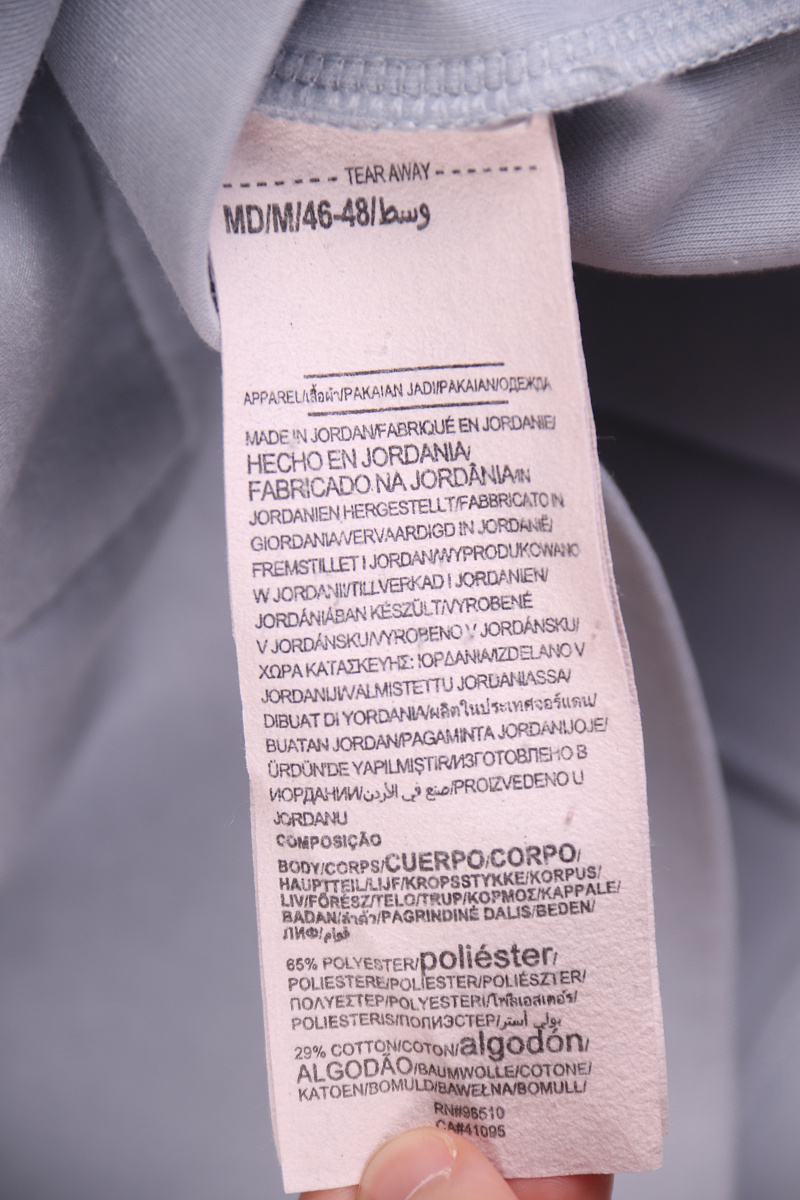 TEAR AWAY
MD/M/46-48/وسط
APPAREL/เสื้อผ้า/PAKAIAN JADI/PAKAIAN/ОДЕЖДА
MADE IN JORDAN/FABRIQUÉ EN JORDANIE/
HECHO EN JORDANIA/
FABRICADO NA JORDÂNIA/IN
JORDANIEN HERGESTELLT/FABBRICATO IN
GIORDANIA/VERVAARDIGD IN JORDANIË/
FREMSTILLET I JORDAN/WYPRODUKOWANO
W JORDANII/TILLVERKAD I JORDANIEN/
JORDÁNIÁBAN KÉSZÜLT/VYROBENÉ
V JORDÁNSKU/VYROBENO V JORDÁNSKU/
ΧΩΡΑ ΚΑΤΑΣΚΕΥΗΣ: ΙΟΡΔΑΝΙΑ/IZDELANO V
JORDANIJI/VALMISTETTU JORDANIASSA/
DIBUAT DI YORDANIA/ผลิตในประเทศจอร์แดน/
BUATAN JORDAN/PAGAMINTA JORDANIJOJE/
ÜRDÜN'DE YAPILMIŞTIR/ИЗГОТОВЛЕНО В
ИОРДАНИИ/صنع في الأردن/PROIZVEDENO U
JORDANU
COMPOSIÇÃO
BODY/CORPS/CUERPO/CORPO/
HAUPTTEIL/LIJF/KROPSSTYKKE/KORPUS/
LIV/FŐRÉSZ/TELO/TRUP/ΚΟΡΜΟΣ/KAPPALE/
BADAN/ลำตัว/PAGRINDINĖ DALIS/BEDEN/
ЛИФ/قوام
65% POLYESTER/poliéster/
POLIESTERE/POLIESTER/POLIÉSZTER/
ΠΟΛΥΕΣΤΕΡ/POLYESTERI/โพลีเอสเตอร์/
POLIESTERIS/ПОЛИЭСТЕР/بولي أستر/
29% COTTON/COTON/algodón/
ALGODÃO/BAUMWOLLE/COTONE/
KATOEN/BOMULD/BAWEŁNA/BOMULL/
RN#96510
CA#41095